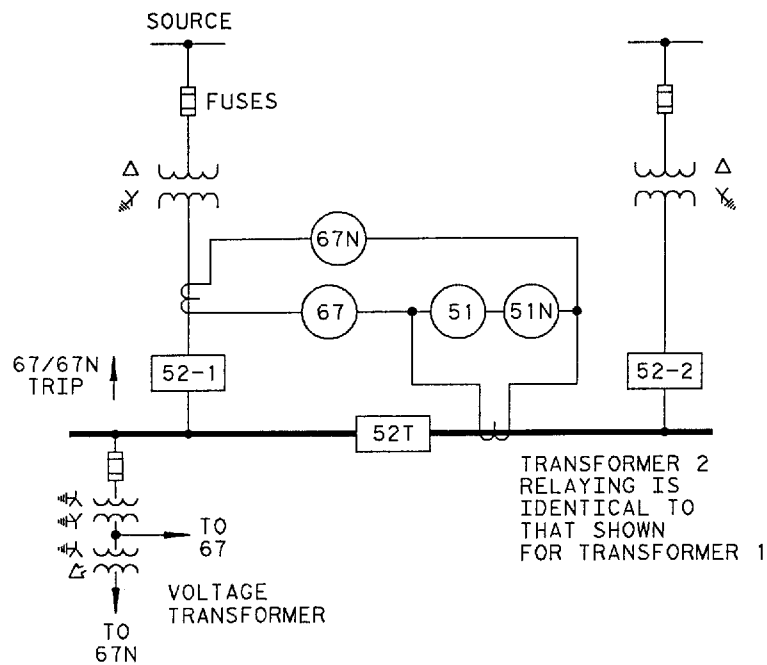 SOURCE
FUSES
67N
67
51
51N
67/67N
TRIP
52-1
52-2
52T
TRANSFORMER 2
RELAYING IS
IDENTICAL TO
THAT SHOWN
FOR TRANSFORMER 1
TO
67
VOLTAGE
TRANSFORMER
TO
67N